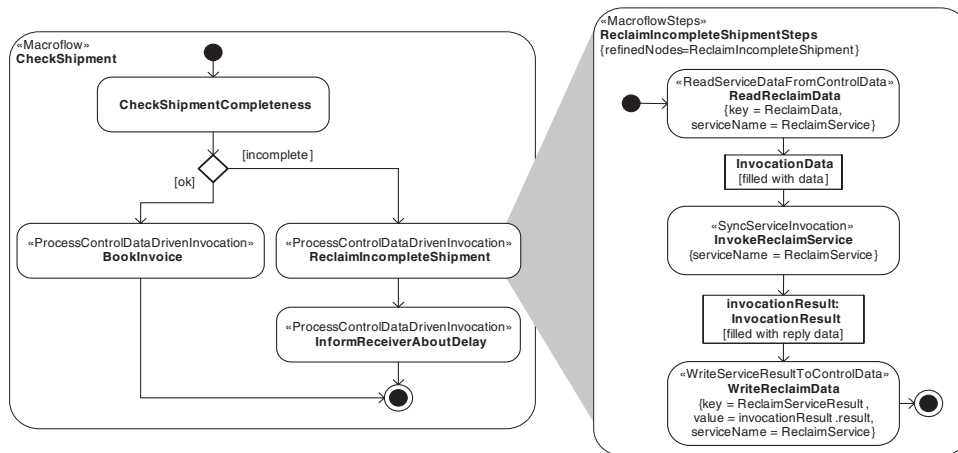 «Macroflow»
CheckShipment
CheckShipmentCompleteness
[incomplete]
[ok]
«ProcessControlDataDrivenInvocation»
BookInvoice
«ProcessControlDataDrivenInvocation»
ReclaimIncompleteShipment
«ProcessControlDataDrivenInvocation»
InformReceiverAboutDelay
«MacroflowSteps»
ReclaimIncompleteShipmentSteps
{refinedNodes=ReclaimIncompleteShipment}
«ReadServiceDataFromControlData»
ReadReclaimData
{key = ReclaimData,
serviceName = ReclaimService}
InvocationData
[filled with data]
«SyncServiceInvocation»
InvokeReclaimService
{serviceName = ReclaimService}
invocationResult:
InvocationResult
[filled with reply data]
«WriteServiceResultToControlData»
WriteReclaimData
{key = ReclaimServiceResult,
value = invocationResult.result,
serviceName = ReclaimService}